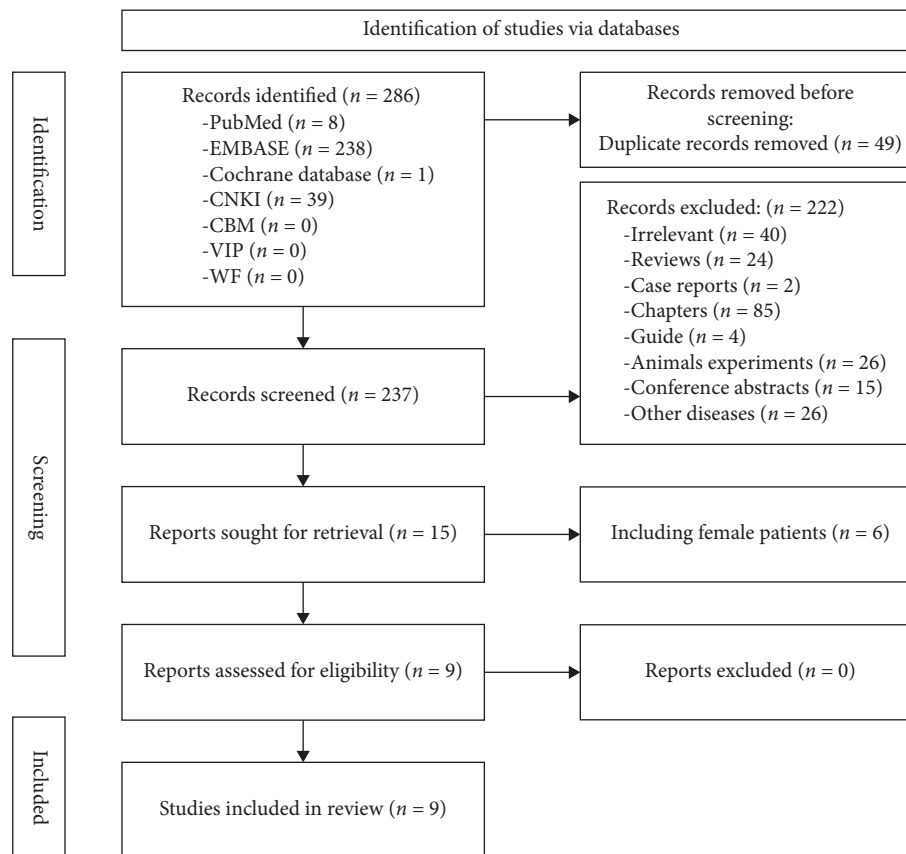 Identification of studies via databases
Identification
Records identified (n = 286)
-PubMed (n = 8)
-EMBASE (n = 238)
-Cochrane database (n = 1)
-CNKI (n = 39)
-CBM (n = 0)
-VIP (n = 0)
-WF (n = 0)
Records removed before
screening:
Duplicate records removed (n = 49)
Records excluded: (n = 222)
-Irrelevant (n = 40)
-Reviews (n = 24)
-Case reports (n = 2)
-Chapters (n = 85)
-Guide (n = 4)
-Animals experiments (n = 26)
-Conference abstracts (n = 15)
-Other diseases (n = 26)
Screening
Records screened (n = 237)
Reports sought for retrieval (n = 15)
Including female patients (n = 6)
Reports assessed for eligibility (n = 9)
Reports excluded (n = 0)
Included
Studies included in review (n = 9)